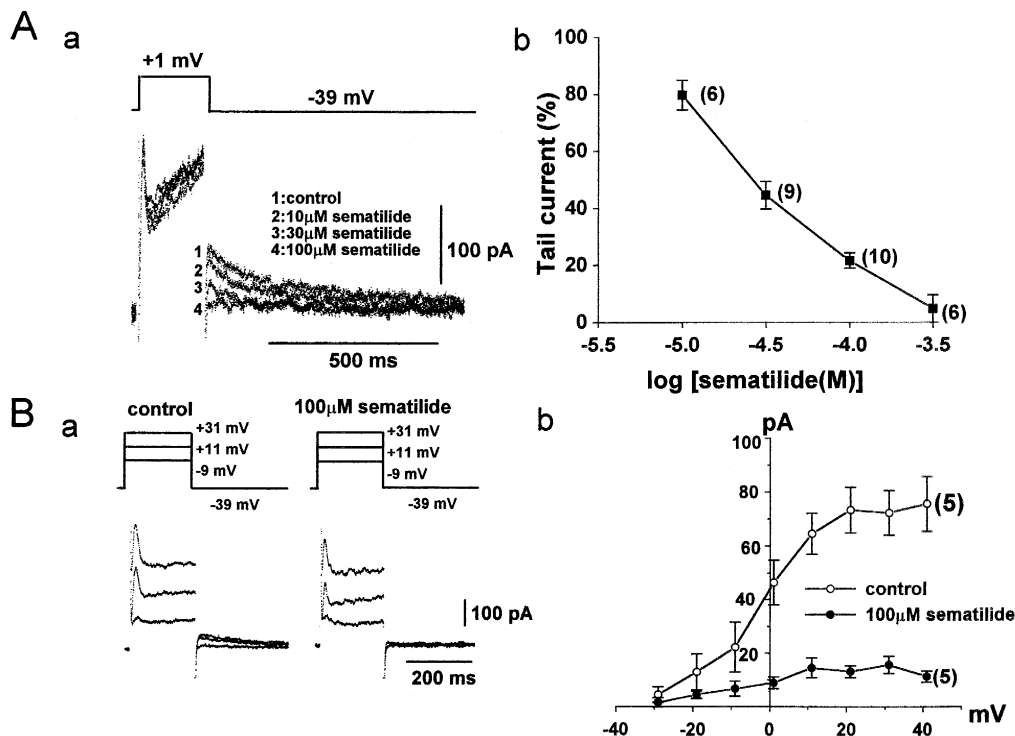 A
a
+1 mV
-39 mV
1:control
2:10μM sematilide
3:30μM sematilide
4:100μM sematilide
1
2
3
4
100 pA
500 ms
b
Tail current (%)
100
80
60
40
20
0
(6)
(9)
(10)
(6)
-5.5 -5.0 -4.5 -4.0 -3.5
log [sematilide(M)]
B
a
control
+31 mV
+11 mV
-9 mV
-39 mV
100μM sematilide
+31 mV
+11 mV
-9 mV
-39 mV
100 pA
200 ms
b
pA
100
80
60
40
20
(5)
control
100μM sematilide
(5)
-40 -20 0 20 40
mV